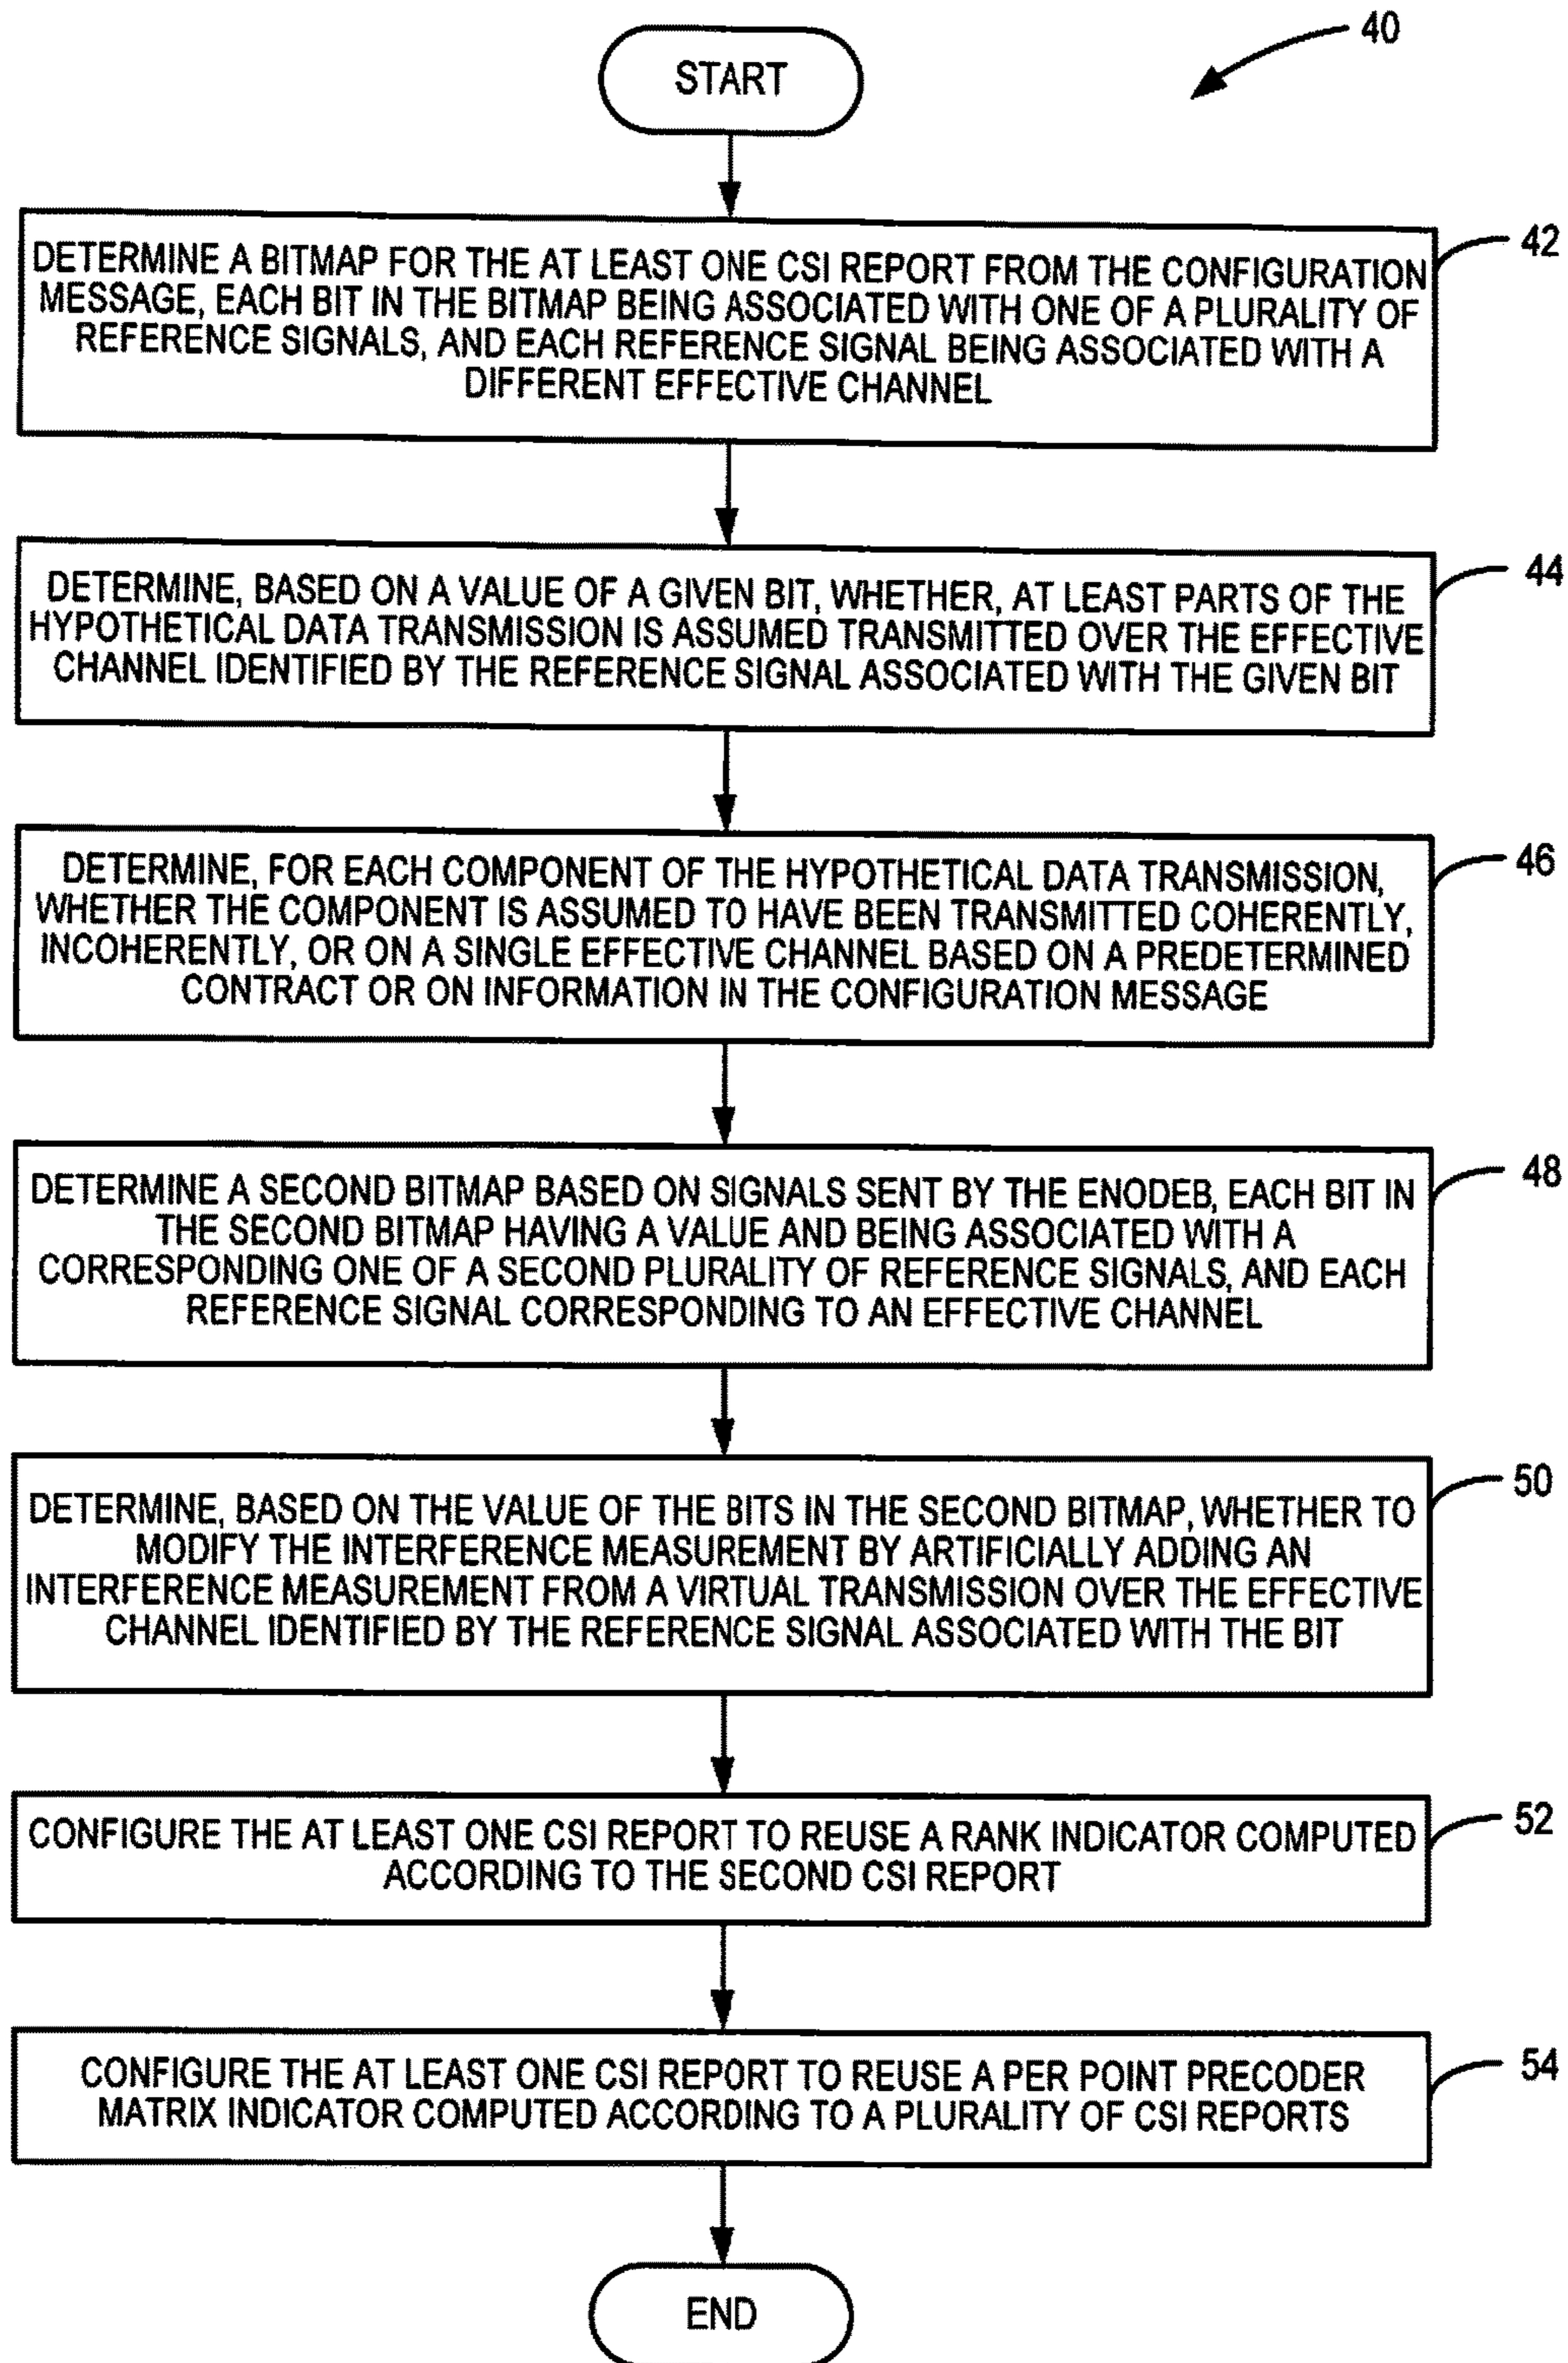 40
START
42
DETERMINE A BITMAP FOR THE AT LEAST ONE CSI REPORT FROM THE CONFIGURATION
MESSAGE, EACH BIT IN THE BITMAP BEING ASSOCIATED WITH ONE OF A PLURALITY OF
REFERENCE SIGNALS, AND EACH REFERENCE SIGNAL BEING ASSOCIATED WITH A
DIFFERENT EFFECTIVE CHANNEL
44
DETERMINE, BASED ON A VALUE OF A GIVEN BIT, WHETHER, AT LEAST PARTS OF THE
HYPOTHETICAL DATA TRANSMISSION IS ASSUMED TRANSMITTED OVER THE EFFECTIVE
CHANNEL IDENTIFIED BY THE REFERENCE SIGNAL ASSOCIATED WITH THE GIVEN BIT
46
DETERMINE, FOR EACH COMPONENT OF THE HYPOTHETICAL DATA TRANSMISSION,
WHETHER THE COMPONENT IS ASSUMED TO HAVE BEEN TRANSMITTED COHERENTLY,
INCOHERENTLY, OR ON A SINGLE EFFECTIVE CHANNEL BASED ON A PREDETERMINED
CONTRACT OR ON INFORMATION IN THE CONFIGURATION MESSAGE
48
DETERMINE A SECOND BITMAP BASED ON SIGNALS SENT BY THE ENODEB, EACH BIT IN
THE SECOND BITMAP HAVING A VALUE AND BEING ASSOCIATED WITH A
CORRESPONDING ONE OF A SECOND PLURALITY OF REFERENCE SIGNALS, AND EACH
REFERENCE SIGNAL CORRESPONDING TO AN EFFECTIVE CHANNEL
50
DETERMINE, BASED ON THE VALUE OF THE BITS IN THE SECOND BITMAP, WHETHER TO
MODIFY THE INTERFERENCE MEASUREMENT BY ARTIFICIALLY ADDING AN
INTERFERENCE MEASUREMENT FROM A VIRTUAL TRANSMISSION OVER THE EFFECTIVE
CHANNEL IDENTIFIED BY THE REFERENCE SIGNAL ASSOCIATED WITH THE BIT
52
CONFIGURE THE AT LEAST ONE CSI REPORT TO REUSE A RANK INDICATOR COMPUTED
ACCORDING TO THE SECOND CSI REPORT
54
CONFIGURE THE AT LEAST ONE CSI REPORT TO REUSE A PER POINT PRECODER
MATRIX INDICATOR COMPUTED ACCORDING TO A PLURALITY OF CSI REPORTS
END